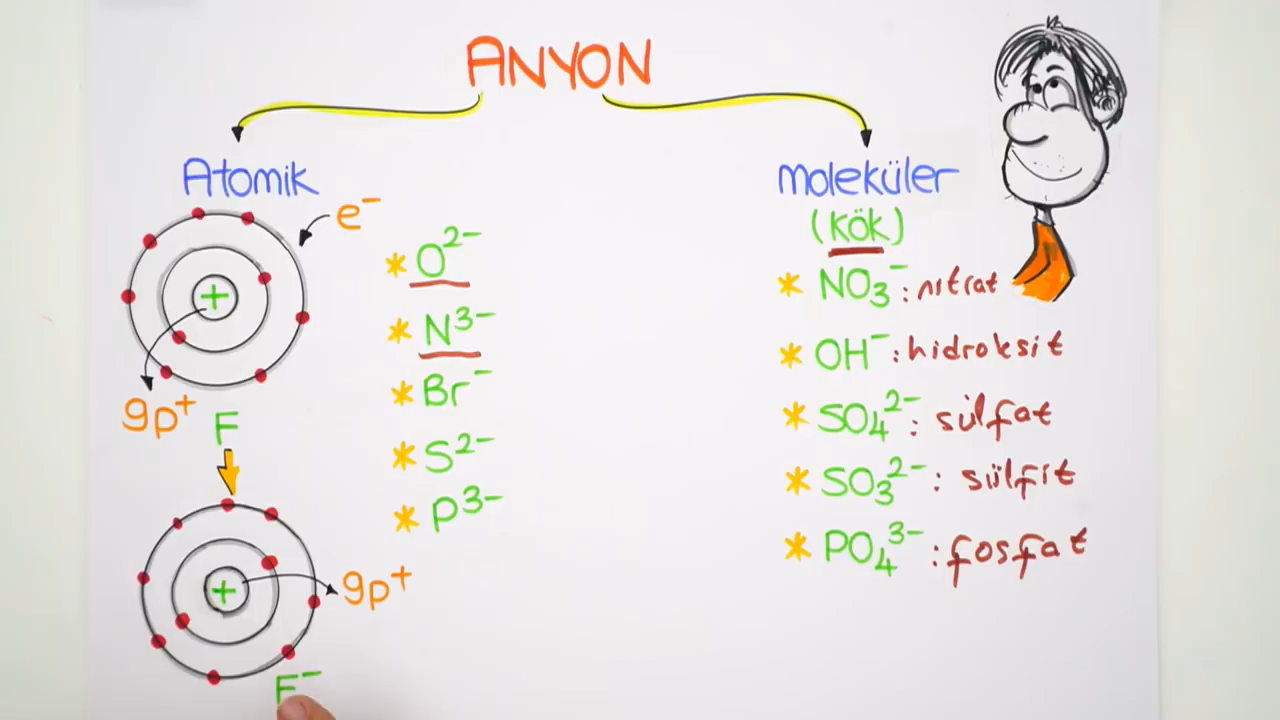 ANYON
Atomik
e⁻
9p⁺
F
9p⁺
F⁻
* O²⁻
* N³⁻
* Br⁻
* S²⁻
* P³⁻
moleküler
(kök)
* NO₃⁻ : nitrat
* OH⁻ : hidroksit
* SO₄²⁻ : sülfat
* SO₃²⁻ : sülfit
* PO₄³⁻ : fosfat